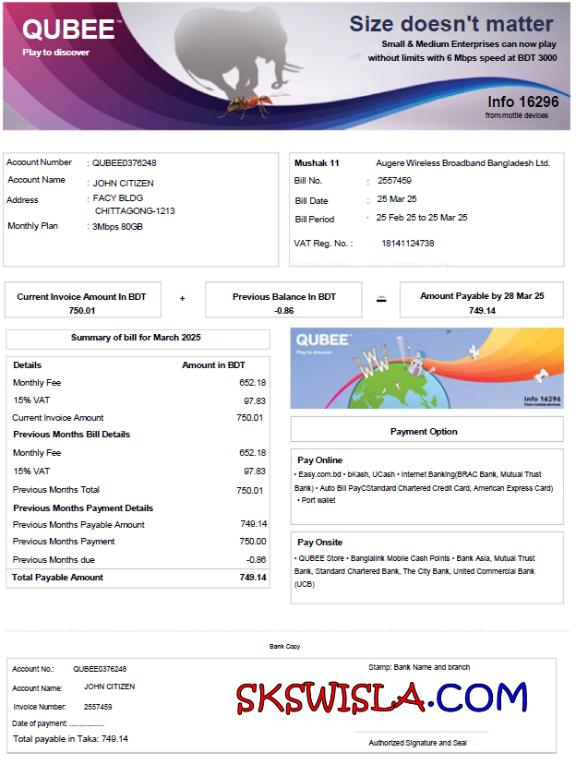 QUBEE™
Play to discover
Size doesn't matter
Small & Medium Enterprises can now play
without limits with 6 Mbps speed at BDT 3000
Info 16296
from mottle devices
Account Number : QUBEE0376248
Account Name : JOHN CITIZEN
Address : FACY BLDG
CHITTAGONG-1213
Monthly Plan : 3Mbps 80GB
Mushak 11 Augere Wireless Broadband Bangladesh Ltd.
Bill No. : 2557459
Bill Date : 25 Mar 25
Bill Period : 25 Feb 25 to 25 Mar 25
VAT Reg. No. : 18141124738
Current Invoice Amount In BDT + Previous Balance In BDT = Amount Payable by 28 Mar 25
750.01 -0.86 749.14
Summary of bill for March 2025
Details Amount in BDT
Monthly Fee 652.18
15% VAT 97.83
Current Invoice Amount 750.01
Previous Months Bill Details
Monthly Fee 652.18
15% VAT 97.83
Previous Months Total 750.01
Previous Months Payment Details
Previous Months Payable Amount 749.14
Previous Months Payment 750.00
Previous Months due -0.86
Total Payable Amount 749.14
QUBEE™
Play to discover
WWW
Info 16296
from mobile devices
Payment Option
Pay Online
• Easy.com.bd • bKash, UCash • Internet Banking(BRAC Bank, Mutual Trust
Bank) • Auto Bill PayCStandard Chartered Credit Card, American Express Card)
• Port wallet
Pay Onsite
• QUBEE Store • Banglalink Mobile Cash Points • Bank Asia, Mutual Trust
Bank, Standard Chartered Bank, The City Bank, United Commercial Bank
(UCB)
Bank Copy
Account No.: QUBEE0376248
Account Name: JOHN CITIZEN
Invoice Number: 2557459
Date of payment: ...............
Total payable in Taka: 749.14
Stamp: Bank Name and branch
SKSWISLA.COM
Authorized Signature and Seal